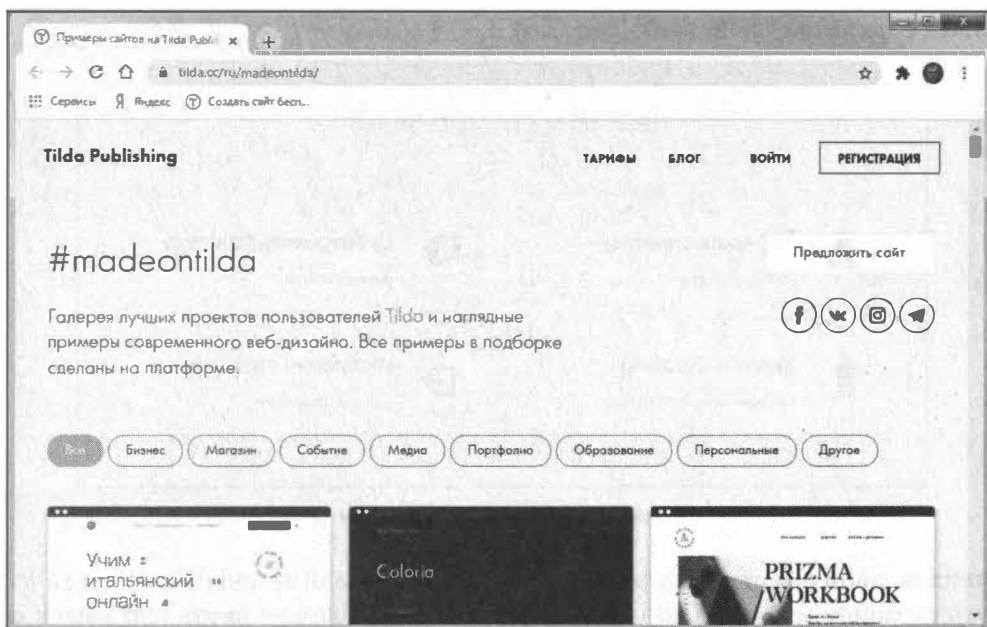 Примеры сайтов на Tilda Publ
tilda.cc/ru/madeontilda/
Сервисы Яндекс Создать сайт бесп...
Tilda Publishing ТАРИФЫ БЛОГ ВОЙТИ РЕГИСТРАЦИЯ
#madeontilda
Предложить сайт
Галерея лучших проектов пользователей Tilda и наглядные
примеры современного веб-дизайна. Все примеры в подборке
сделаны на платформе.
Все Бизнес Магазин Событие Медиа Портфолио Образование Персональные Другое
Учим
итальянский
онлайн
Caloria
PRIZMA
WORKBOOK